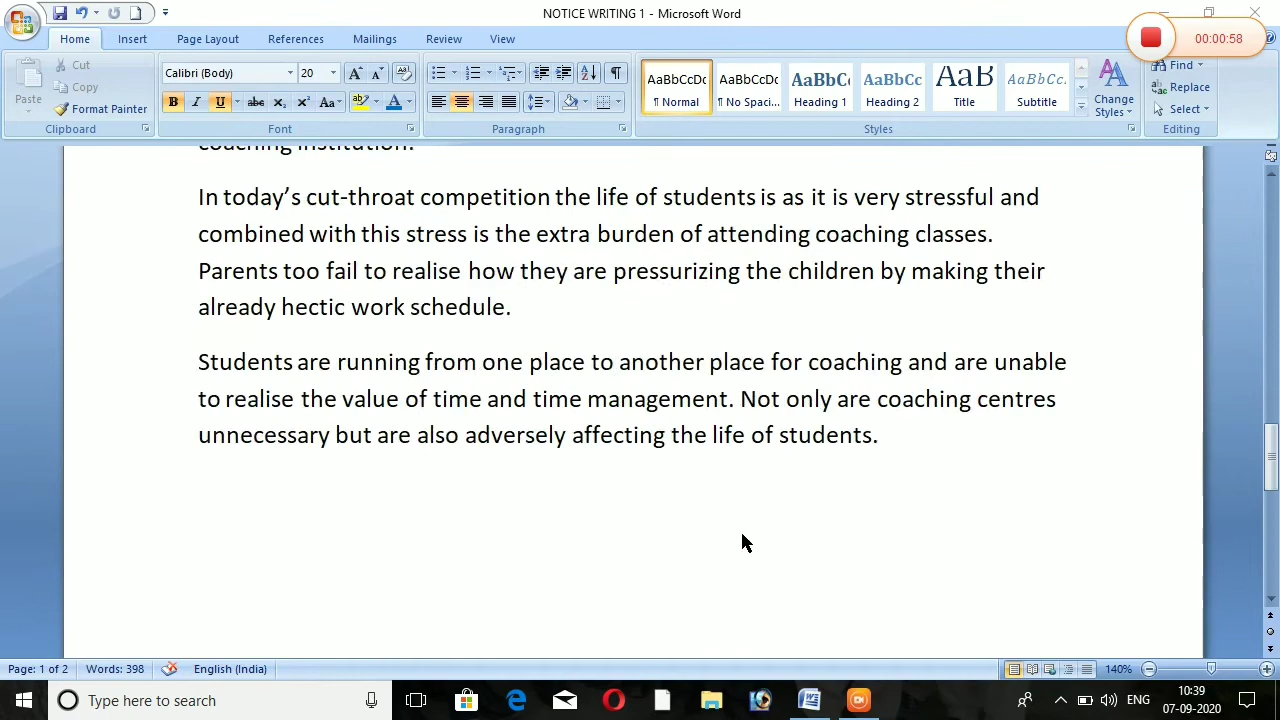 NOTICE WRITING 1 - Microsoft Word
00:00:58
Home Insert Page Layout References Mailings Review View
Paste Cut Copy Format Painter
Clipboard
Calibri (Body) 20
Font
Paragraph
AaBbCcDc AaBbCcDc AaBbC AaBbCc AaB AaBbCc.
¶ Normal ¶ No Spaci... Heading 1 Heading 2 Title Subtitle
Change Styles
Styles
Find
Replace
Select
Editing
coaching institution.
In today’s cut-throat competition the life of students is as it is very stressful and
combined with this stress is the extra burden of attending coaching classes.
Parents too fail to realise how they are pressurizing the children by making their
already hectic work schedule.
Students are running from one place to another place for coaching and are unable
to realise the value of time and time management. Not only are coaching centres
unnecessary but are also adversely affecting the life of students.
Page: 1 of 2 Words: 398 English (India) 140%
Type here to search
ENG
10:39
07-09-2020